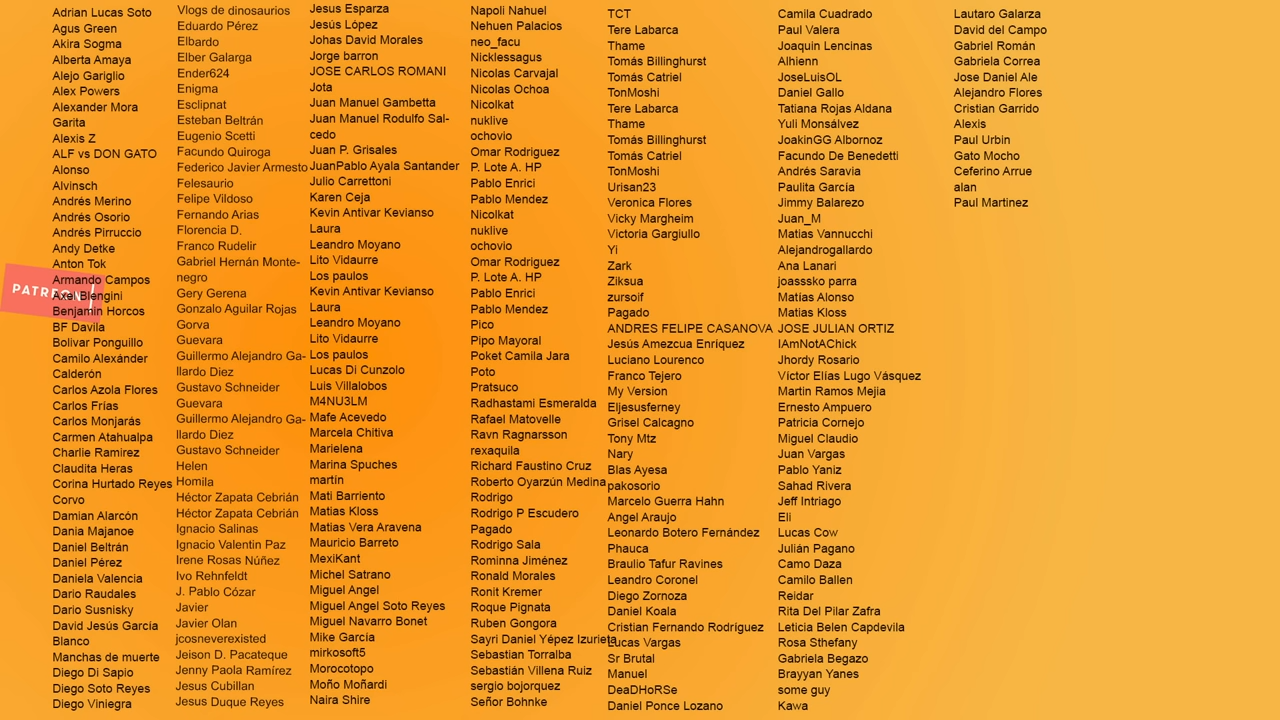 Adrian Lucas Soto
Agus Green
Akira Sogma
Alberta Amaya
Alejo Gariglio
Alex Powers
Alexander Mora
Garita
Alexis Z
ALF vs DON GATO
Alonso
Alvinsch
Andrés Merino
Andrés Osorio
Andrés Pirruccio
Andy Detke
Anton Tok
Armando Campos
Axel Blengini
Benjamin Horcos
BF Davila
Bolivar Ponguillo
Camilo Alexánder
Calderón
Carlos Azola Flores
Carlos Frías
Carlos Monjarás
Carmen Atahualpa
Charlie Ramirez
Claudita Heras
Corina Hurtado Reyes
Corvo
Damian Alarcón
Dania Majanoe
Daniel Beltrán
Daniel Pérez
Daniela Valencia
Dario Raudales
Dario Susnisky
David Jesús García
Blanco
Manchas de muerte
Diego Di Sapio
Diego Soto Reyes
Diego Viniegra
PATREON
Vlogs de dinosaurios
Eduardo Pérez
Elbardo
Elber Galarga
Ender624
Enigma
Esclipnat
Esteban Beltrán
Eugenio Scetti
Facundo Quiroga
Federico Javier Armesto
Felesaurio
Felipe Vildoso
Fernando Arias
Florencia D.
Franco Rudelir
Gabriel Hernán Monte-
negro
Gery Gerena
Gonzalo Aguilar Rojas
Gorva
Guevara
Guillermo Alejandro Ga-
llardo Diez
Gustavo Schneider
Guevara
Guillermo Alejandro Ga-
llardo Diez
Gustavo Schneider
Helen
Homila
Héctor Zapata Cebrián
Héctor Zapata Cebrián
Ignacio Salinas
Ignacio Valentin Paz
Irene Rosas Núñez
Ivo Rehnfeldt
J. Pablo Cózar
Javier
Javier Olan
jcosneverexisted
Jeison D. Pacateque
Jenny Paola Ramírez
Jesus Cubillan
Jesus Duque Reyes
Jesus Esparza
Jesús López
Johas David Morales
Jorge barron
JOSE CARLOS ROMANI
Jota
Juan Manuel Gambetta
Juan Manuel Rodulfo Sal-
cedo
Juan P. Grisales
JuanPablo Ayala Santander
Julio Carrettoni
Karen Ceja
Kevin Antivar Kevianso
Laura
Leandro Moyano
Lito Vidaurre
Los paulos
Kevin Antivar Kevianso
Laura
Leandro Moyano
Lito Vidaurre
Los paulos
Lucas Di Cunzolo
Luis Villalobos
M4NU3LM
Mafe Acevedo
Marcela Chitiva
Marielena
Marina Spuches
martín
Mati Barriento
Matias Kloss
Matias Vera Aravena
Mauricio Barreto
MexiKant
Michel Satrano
Miguel Angel
Miguel Angel Soto Reyes
Miguel Navarro Bonet
Mike García
mirkosoft5
Morocotopo
Moño Moñardi
Naira Shire
Napoli Nahuel
Nehuen Palacios
neo_facu
Nicklessagus
Nicolas Carvajal
Nicolas Ochoa
Nicolkat
nuklive
ochovio
Omar Rodriguez
P. Lote A. HP
Pablo Enrici
Pablo Mendez
Nicolkat
nuklive
ochovio
Omar Rodriguez
P. Lote A. HP
Pablo Enrici
Pablo Mendez
Pico
Pipo Mayoral
Poket Camila Jara
Poto
Pratsuco
Radhastami Esmeralda
Rafael Matovelle
Ravn Ragnarsson
rexaquila
Richard Faustino Cruz
Roberto Oyarzún Medina
Rodrigo
Rodrigo P Escudero
Pagado
Rodrigo Sala
Rominna Jiménez
Ronald Morales
Ronit Kremer
Roque Pignata
Ruben Gongora
Sayri Daniel Yépez Izurieta
Sebastian Torralba
Sebastián Villena Ruiz
sergio bojorquez
Señor Bohnke
TCT
Tere Labarca
Thame
Tomás Billinghurst
Tomás Catriel
TonMoshi
Tere Labarca
Thame
Tomás Billinghurst
Tomás Catriel
TonMoshi
Urisan23
Veronica Flores
Vicky Margheim
Victoria Gargiullo
Yi
Zark
Ziksua
zursoif
Pagado
ANDRES FELIPE CASANOVA
Jesús Amezcua Enríquez
Luciano Lourenco
Franco Tejero
My Version
Eljesusferney
Grisel Calcagno
Tony Mtz
Nary
Blas Ayesa
pakosorio
Marcelo Guerra Hahn
Angel Araujo
Leonardo Botero Fernández
Phauca
Braulio Tafur Ravines
Leandro Coronel
Diego Zornoza
Daniel Koala
Cristian Fernando Rodríguez
Lucas Vargas
Sr Brutal
Manuel
DeaDHoRSe
Daniel Ponce Lozano
Camila Cuadrado
Paul Valera
Joaquin Lencinas
Alhienn
JoseLuisOL
Daniel Gallo
Tatiana Rojas Aldana
Yuli Monsálvez
JoakinGG Albornoz
Facundo De Benedetti
Andrés Saravia
Paulita García
Jimmy Balarezo
Juan_M
Matias Vannucchi
Alejandrogallardo
Ana Lanari
joasssko parra
Matías Alonso
Matias Kloss
JOSE JULIAN ORTIZ
IAmNotAChick
Jhordy Rosario
Víctor Elías Lugo Vásquez
Martin Ramos Mejia
Ernesto Ampuero
Patricia Cornejo
Miguel Claudio
Juan Vargas
Pablo Yaniz
Sahad Rivera
Jeff Intriago
Eli
Lucas Cow
Julián Pagano
Camo Daza
Camilo Ballen
Reidar
Rita Del Pilar Zafra
Leticia Belen Capdevila
Rosa Sthefany
Gabriela Begazo
Brayyan Yanes
some guy
Kawa
Lautaro Galarza
David del Campo
Gabriel Román
Gabriela Correa
Jose Daniel Ale
Alejandro Flores
Cristian Garrido
Alexis
Paul Urbin
Gato Mocho
Ceferino Arrue
alan
Paul Martinez